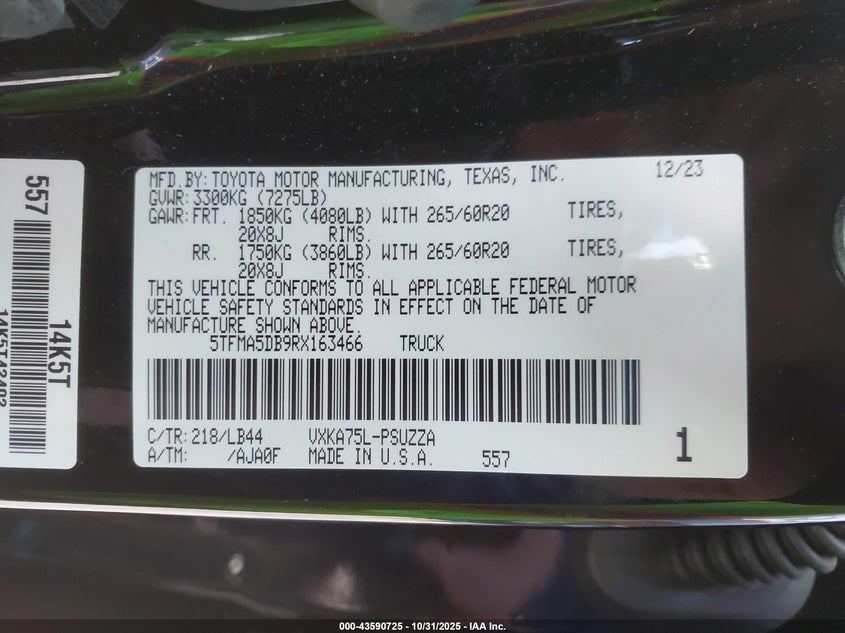 MFD.BY:TOYOTA MOTOR MANUFACTURING, TEXAS, INC. 12/23
GVWR:3300KG (7275LB)
GAWR:FRT. 1850KG (4080LB) WITH 265/60R20 TIRES,
20X8J RIMS.
RR. 1750KG (3860LB) WITH 265/60R20 TIRES,
20X8J RIMS.
THIS VEHICLE CONFORMS TO ALL APPLICABLE FEDERAL MOTOR
VEHICLE SAFETY STANDARDS IN EFFECT ON THE DATE OF
MANUFACTURE SHOWN ABOVE.
5TFMA5DB9RX163466 TRUCK
C/TR:218/LB44 VXKA75L-PSUZZA
A/TM: /AJA0F MADE IN U.S.A. 557 1
557
14K5T
000-43590725 - 10/31/2025 - IAA Inc.